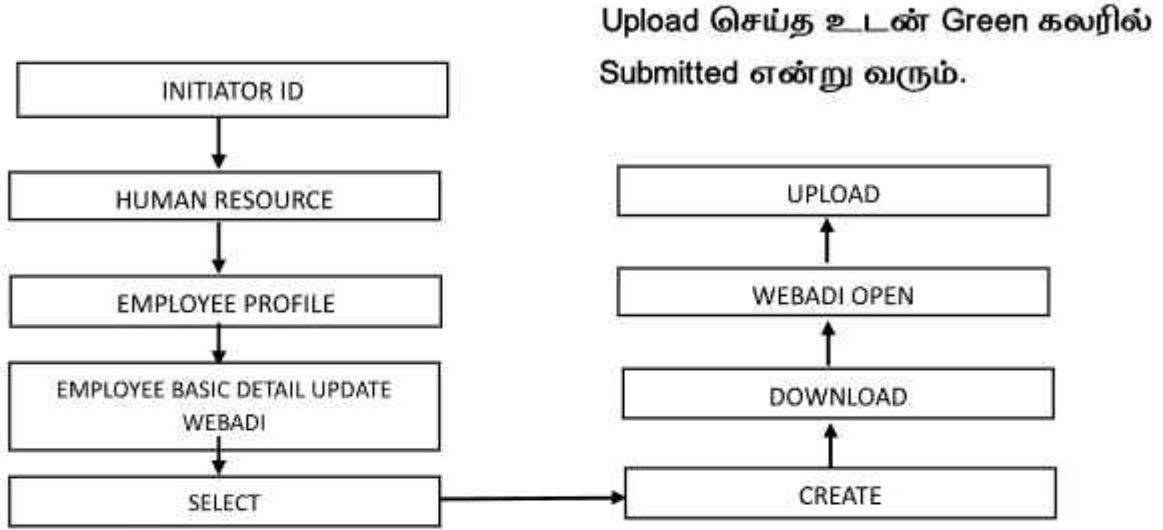 Upload செய்த உடன் Green கலரில்
Submitted என்று வரும்.
INITIATOR ID
HUMAN RESOURCE
EMPLOYEE PROFILE
EMPLOYEE BASIC DETAIL UPDATE
WEBADI
SELECT
CREATE
DOWNLOAD
WEBADI OPEN
UPLOAD